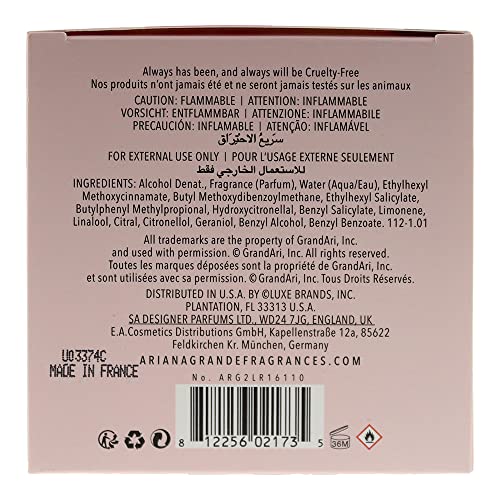 Always has been, and always will be Cruelty-Free
Nos produits n'ont jamais été et ne seront jamais testés sur les animaux
CAUTION: FLAMMABLE | ATTENTION: INFLAMMABLE
VORSICHT: ENTFLAMMBAR | ATTENZIONE: INFIAMMABILE
PRECAUCIÓN: INFLAMABLE | ATENÇÃO: INFLAMÁVEL
سريع الاحتراق
FOR EXTERNAL USE ONLY | POUR L'USAGE EXTERNE SEULEMENT
للاستعمال الخارجي فقط
INGREDIENTS: Alcohol Denat., Fragrance (Parfum), Water (Aqua/Eau), Ethylhexyl
Methoxycinnamate, Butyl Methoxydibenzoylmethane, Ethylhexyl Salicylate,
Butylphenyl Methylpropional, Hydroxycitronellal, Benzyl Salicylate, Limonene,
Linalool, Citral, Citronellol, Geraniol, Benzyl Alcohol, Benzyl Benzoate. 112-1.01
All trademarks are the property of GrandAri, Inc.
and used with permission. © GrandAri, Inc. All rights reserved.
Toutes les marques déposées sont la propriété de GrandAri, Inc.
et sont utilisées avec sa permission. © GrandAri, Inc. Tous Droits Réservés.
DISTRIBUTED IN U.S.A. BY ©LUXE BRANDS, INC.
PLANTATION, FL 33313 U.S.A.
SA DESIGNER PARFUMS LTD., WD24 7JG, ENGLAND, UK
E.A.Cosmetics Distributions GmbH, Kapellenstraße 12a, 85622
Feldkirchen Kr. München, Germany
ARIANAGRANDEFRAGRANCES.COM
No. ARG2LR16110
U03374C
MADE IN FRANCE
8 12256 02173 5
36M